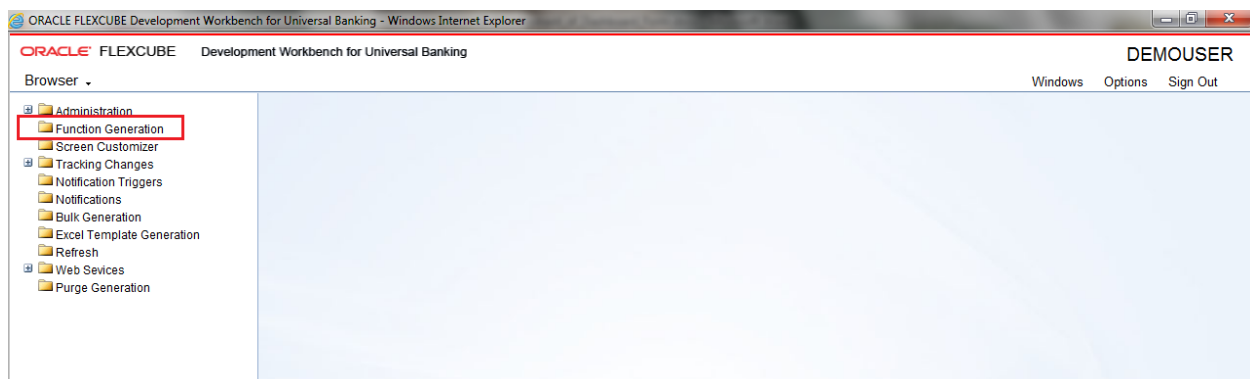 ORACLE FLEXCUBE Development Workbench for Universal Banking - Windows Internet Explorer
ORACLE FLEXCUBE Development Workbench for Universal Banking
DEMOUSER
Browser
Windows Options Sign Out
Administration
Function Generation
Screen Customizer
Tracking Changes
Notification Triggers
Notifications
Bulk Generation
Excel Template Generation
Refresh
Web Sevices
Purge Generation